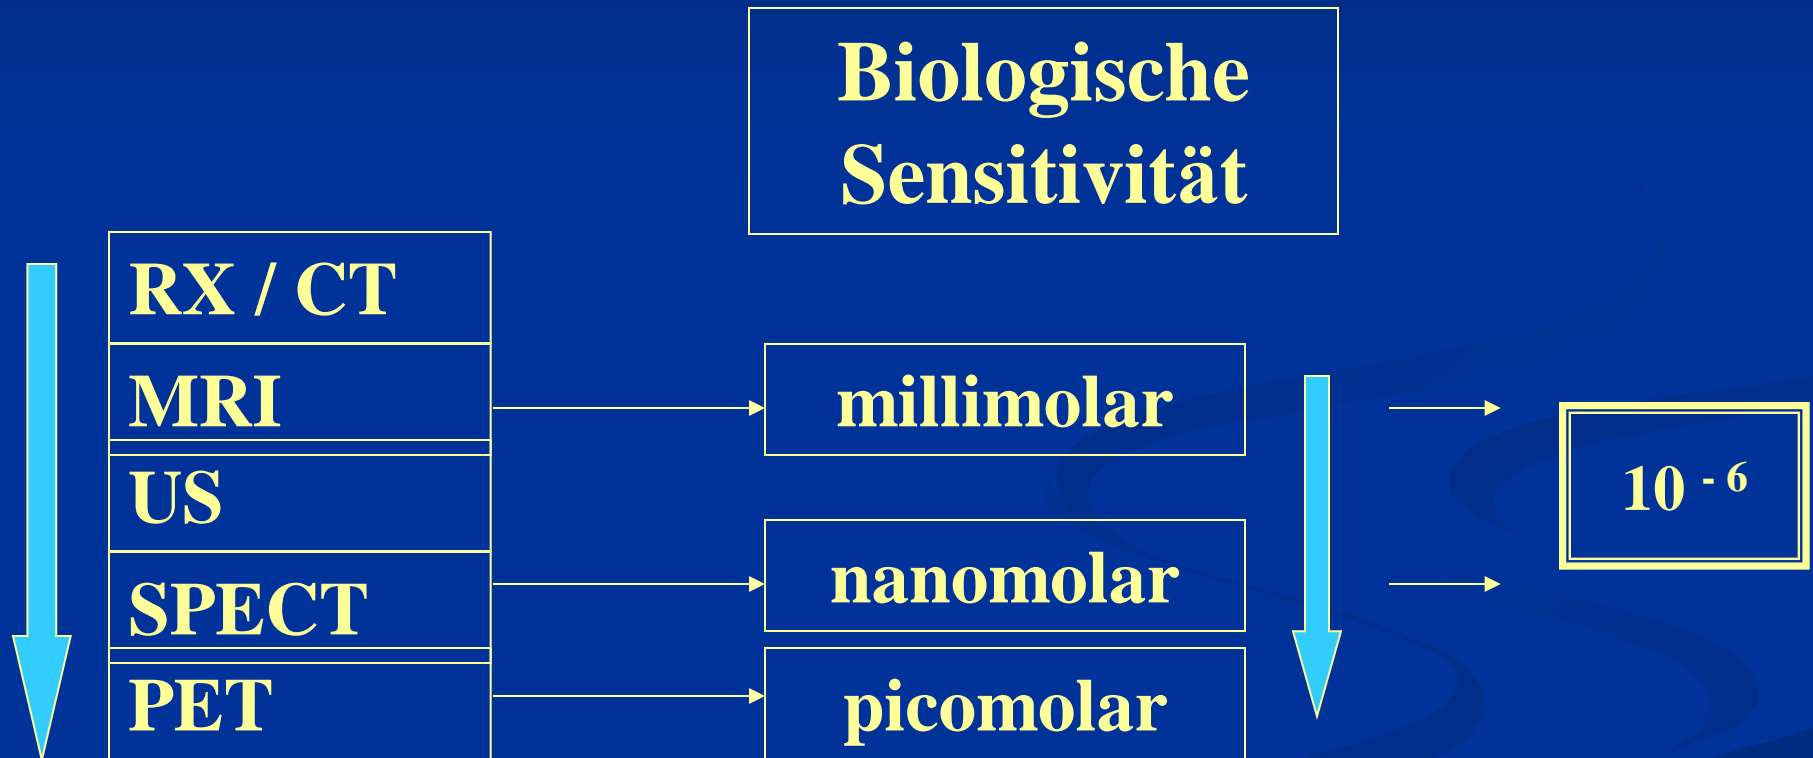 Biologische
Sensitivität
RX / CT
MRI
millimolar
US
10 - 6
SPECT
nanomolar
PET
picomolar